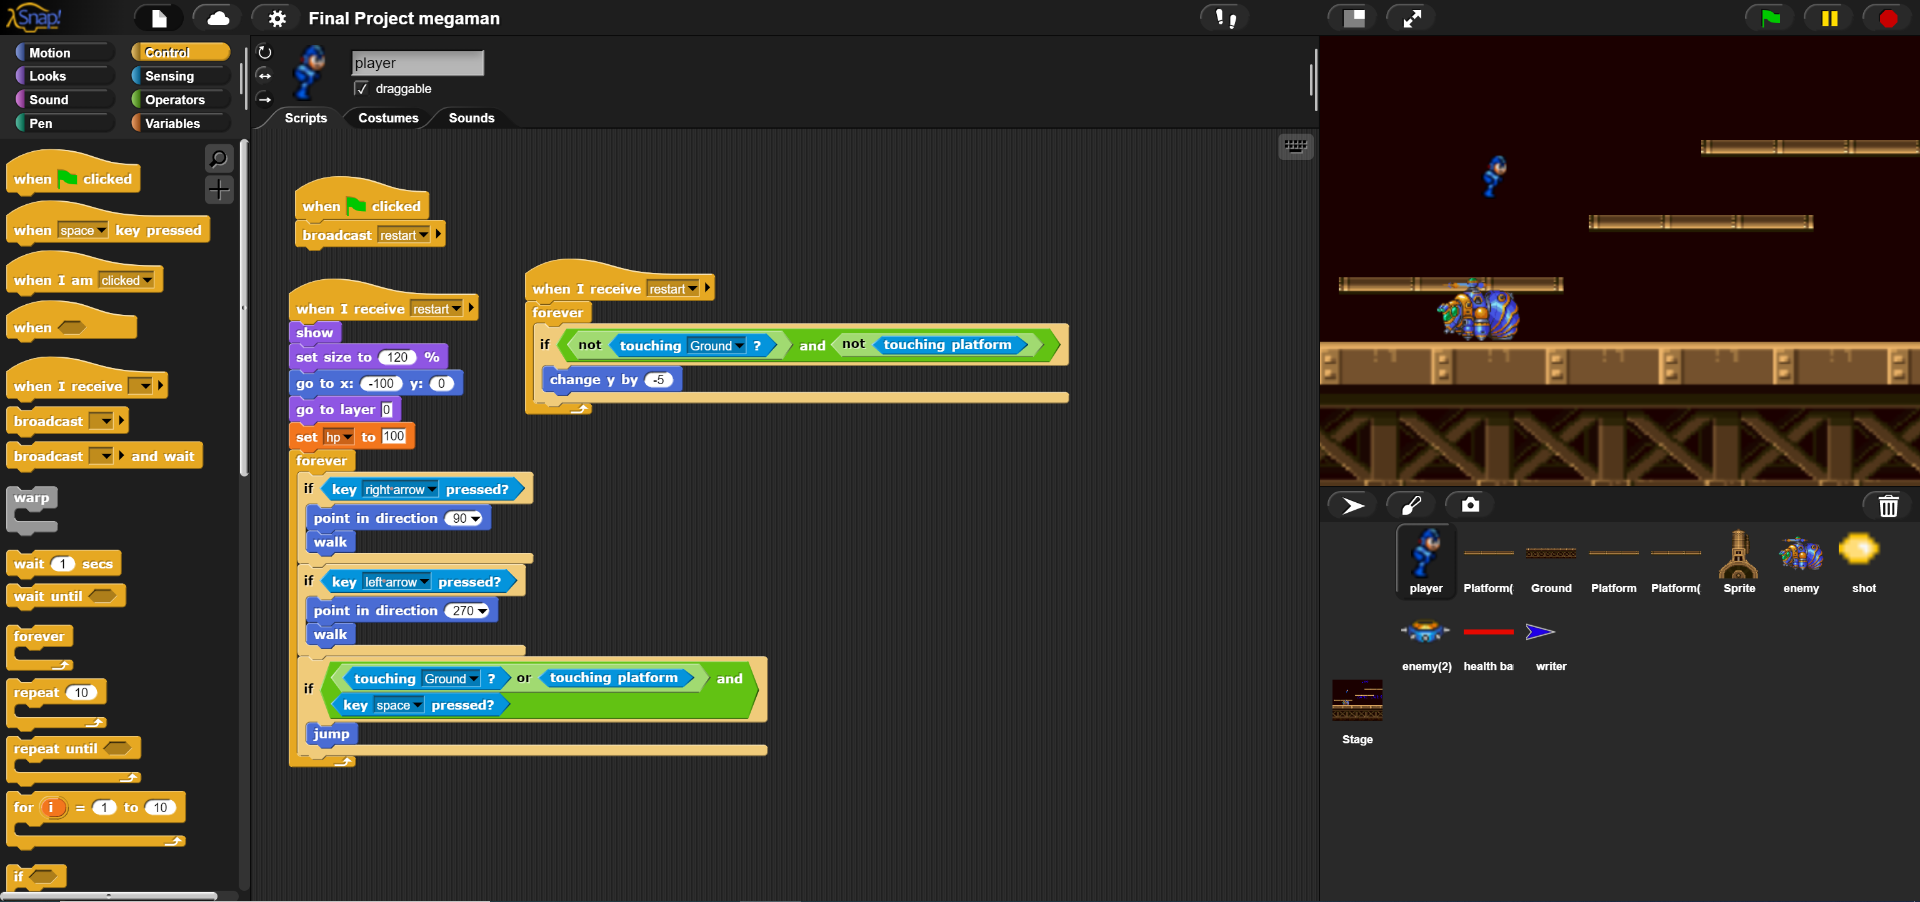 Snap!
Final Project megaman
Motion
Control
Looks
Sensing
Sound
Operators
Pen
Variables
when clicked
when space key pressed
when I am clicked
when
when I receive
broadcast
broadcast and wait
warp
wait 1 secs
wait until
forever
repeat 10
repeat until
for i = 1 to 10
if
player
draggable
Scripts
Costumes
Sounds
when clicked
broadcast restart
when I receive restart
show
set size to 120 %
go to x: -100 y: 0
go to layer 0
set hp to 100
forever
if key right arrow pressed?
point in direction 90
walk
if key left arrow pressed?
point in direction 270
walk
if touching Ground ? or touching platform and
key space pressed?
jump
when I receive restart
forever
if not touching Ground ? and not touching platform
change y by -5
player
Platform(
Ground
Platform
Platform(
Sprite
enemy
shot
enemy(2)
health ba
writer
Stage